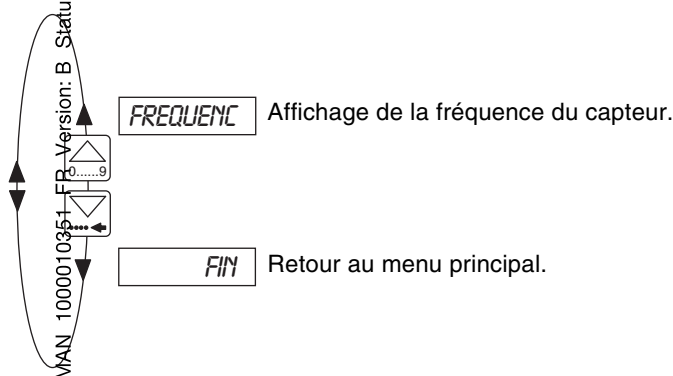 FREQUENC Affichage de la fréquence du capteur.
0......9
FIN Retour au menu principal.
MAN 1000010351 FR Version: B Statu